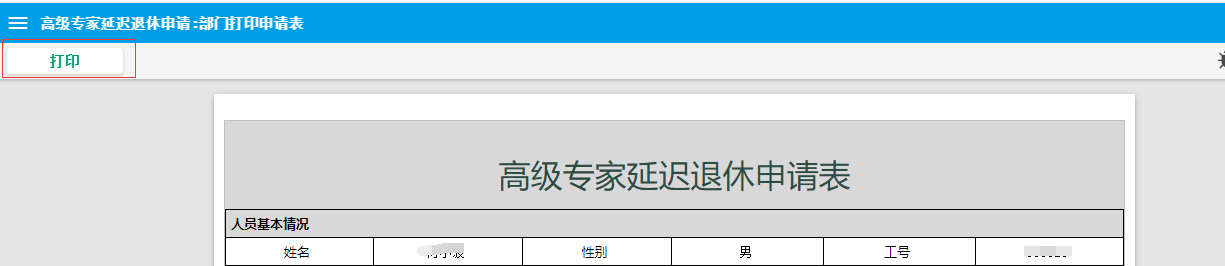 高级专家延迟退休申请:部门打印申请表
打印
高级专家延迟退休申请表
人员基本情况
姓名 性别 男 工号